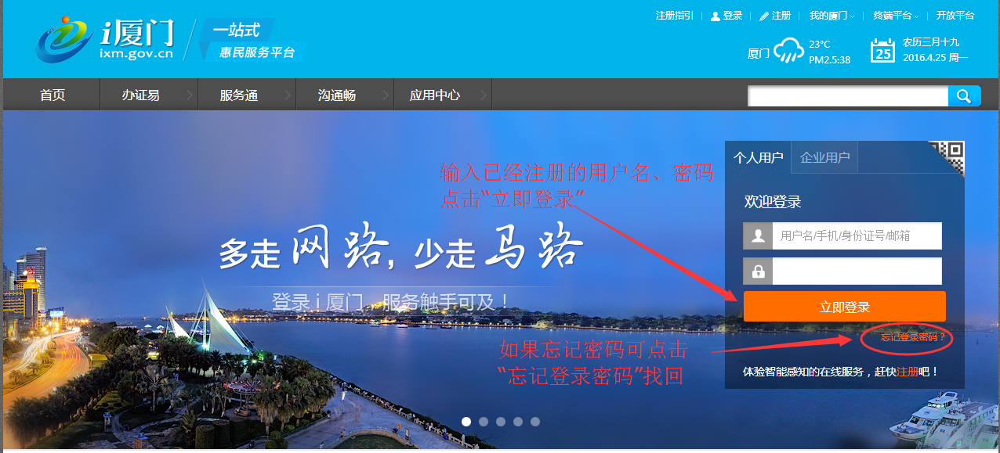 注册指引 登录 注册 我的厦门 终端平台 开放平台
i厦门
ixm.gov.cn
一站式
惠民服务平台
厦门
23℃
PM2.5:38
25
农历三月十九
2016.4.25 周一
首页 办证易 服务通 沟通畅 应用中心
个人用户 企业用户
输入已经注册的用户名、密码
点击“立即登录”
欢迎登录
用户名/手机/身份证号/邮箱
多走网路，少走马路
登录 i 厦门，服务触手可及！
立即登录
忘记登录密码？
如果忘记密码可点击
“忘记登录密码”找回
体验智能感知的在线服务，赶快注册吧！